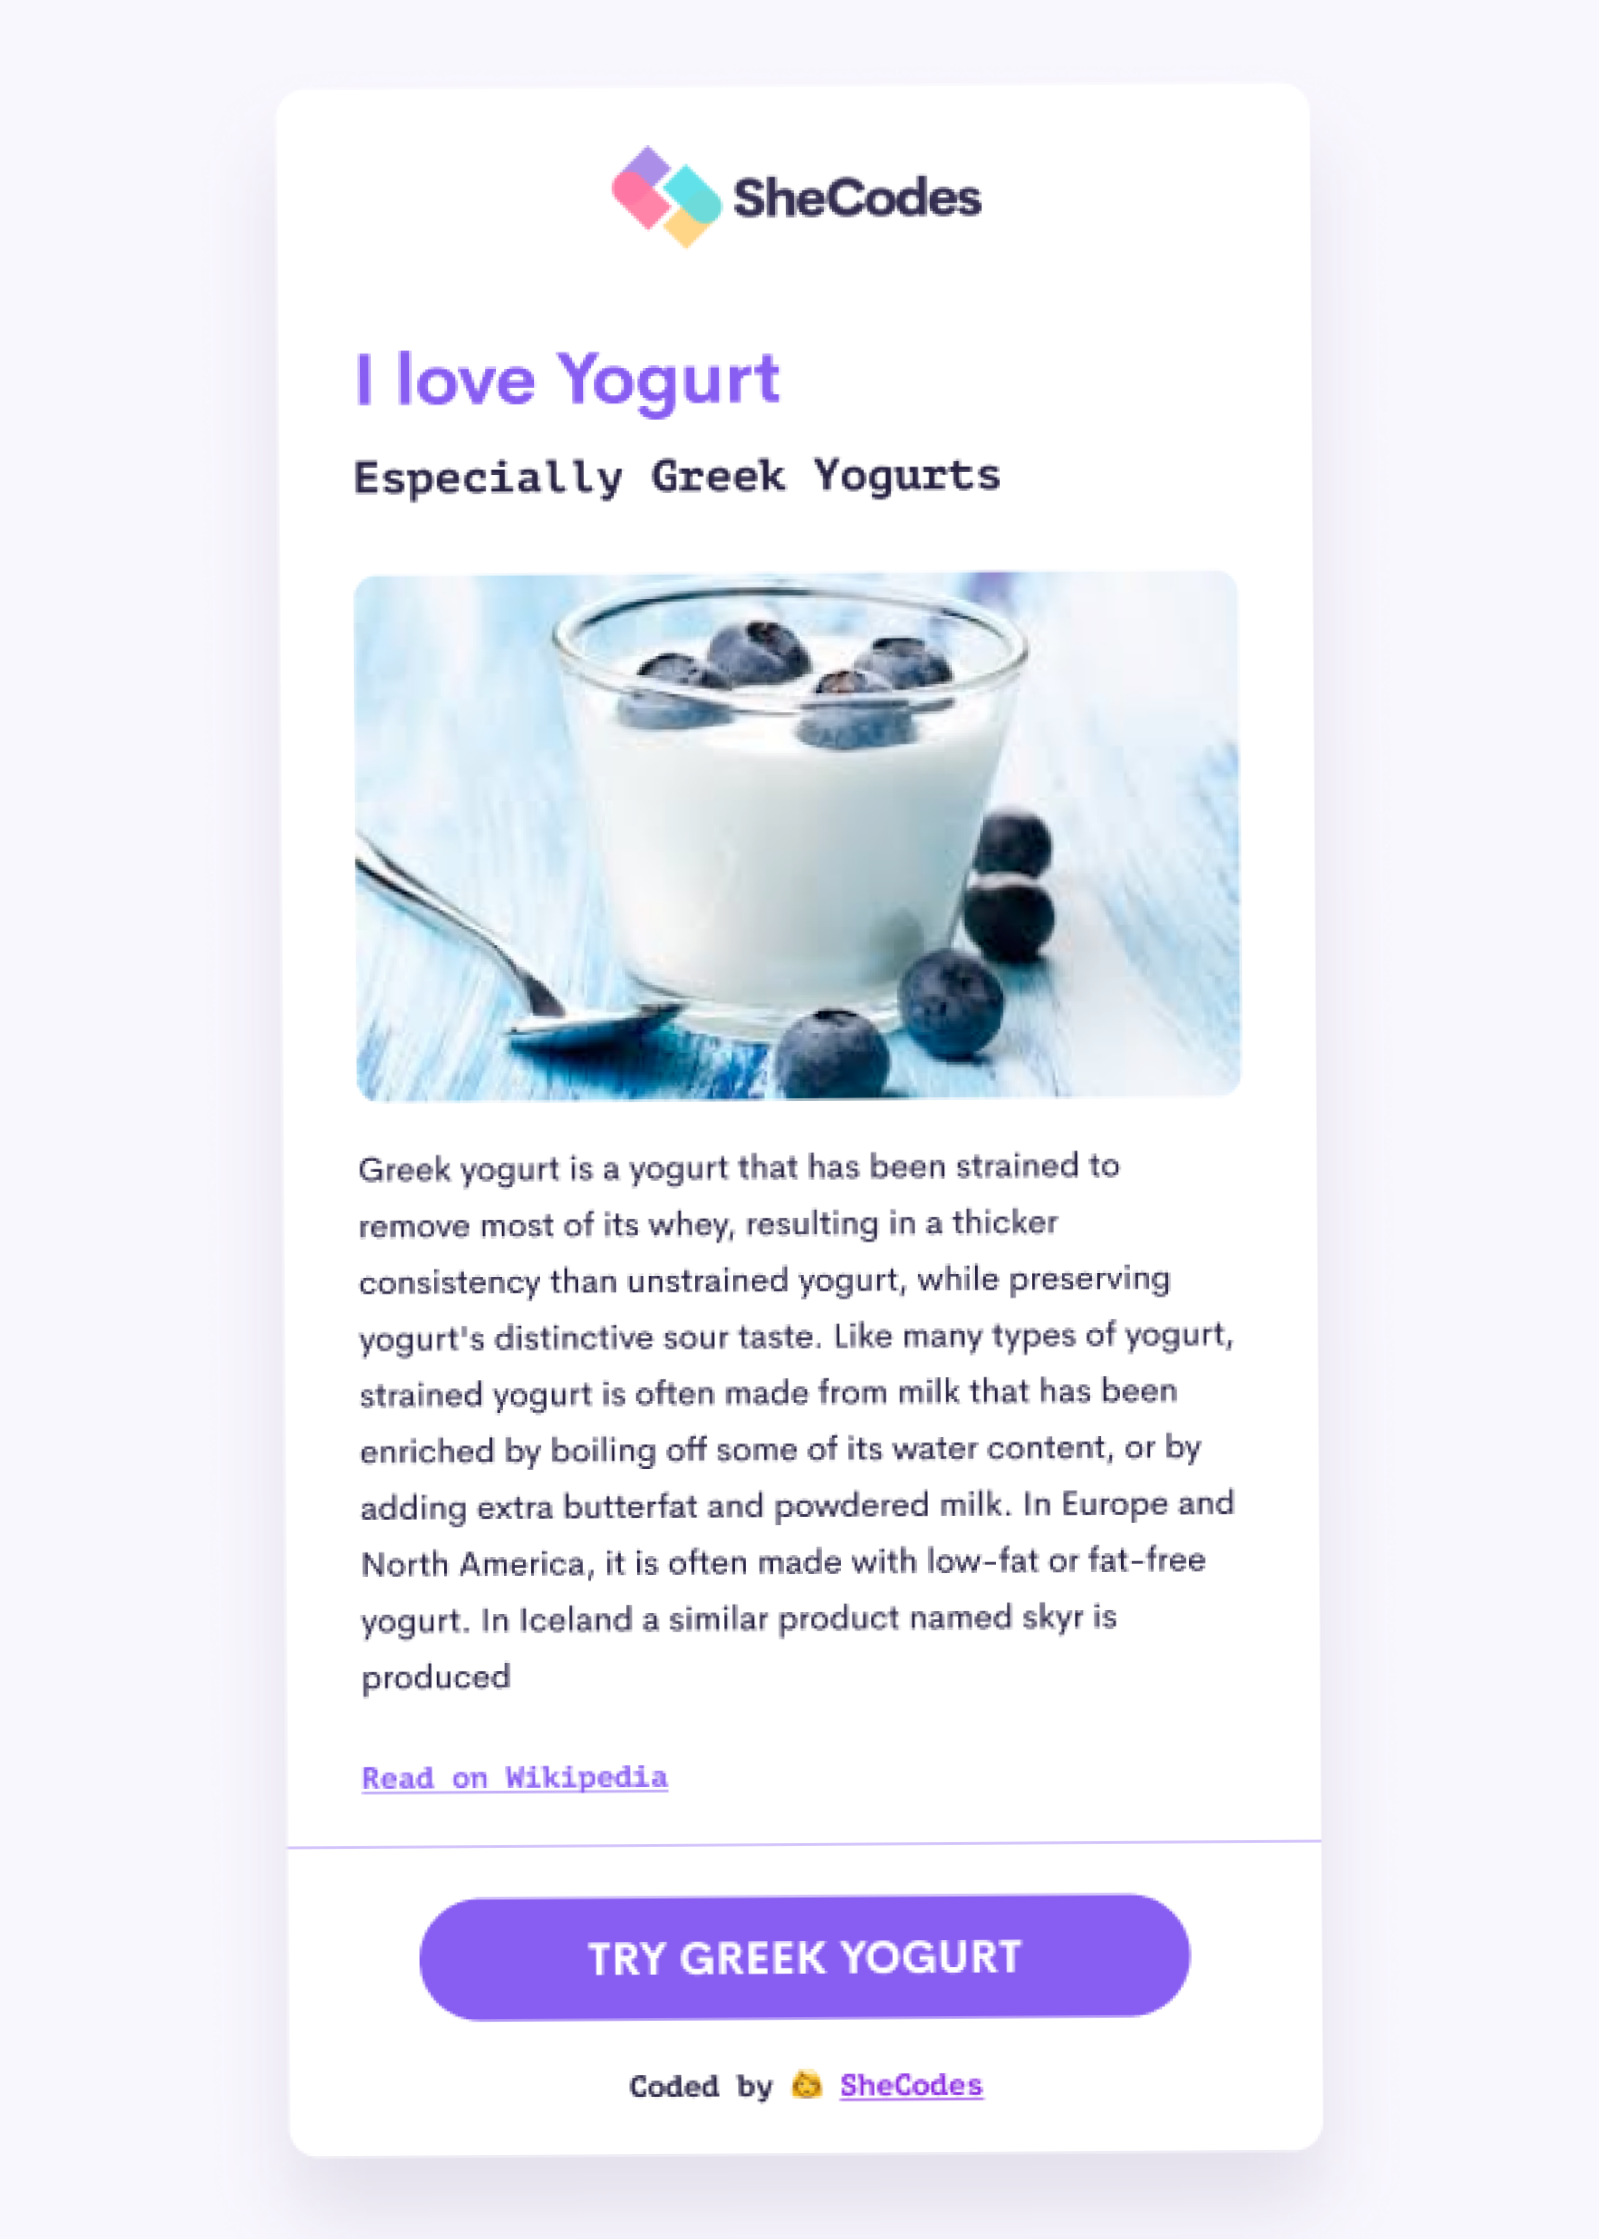 SheCodes
I love Yogurt
Especially Greek Yogurts
Greek yogurt is a yogurt that has been strained to
remove most of its whey, resulting in a thicker
consistency than unstrained yogurt, while preserving
yogurt's distinctive sour taste. Like many types of yogurt,
strained yogurt is often made from milk that has been
enriched by boiling off some of its water content, or by
adding extra butterfat and powdered milk. In Europe and
North America, it is often made with low-fat or fat-free
yogurt. In Iceland a similar product named skyr is
produced
Read on Wikipedia
TRY GREEK YOGURT
Coded by 👩 SheCodes